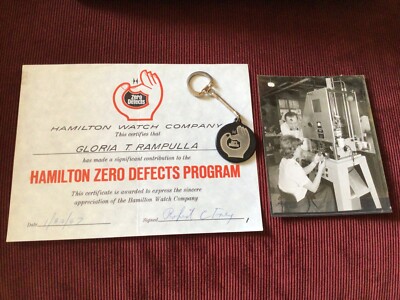 H
Zero
Defects
HAMILTON WATCH COMPANY
This certifies that
GLORIA T RAMPULLA
has made a significant contribution to the
HAMILTON ZERO DEFECTS PROGRAM
This certificate is awarded to express the sincere
appreciation of the Hamilton Watch Company
Date
Signed